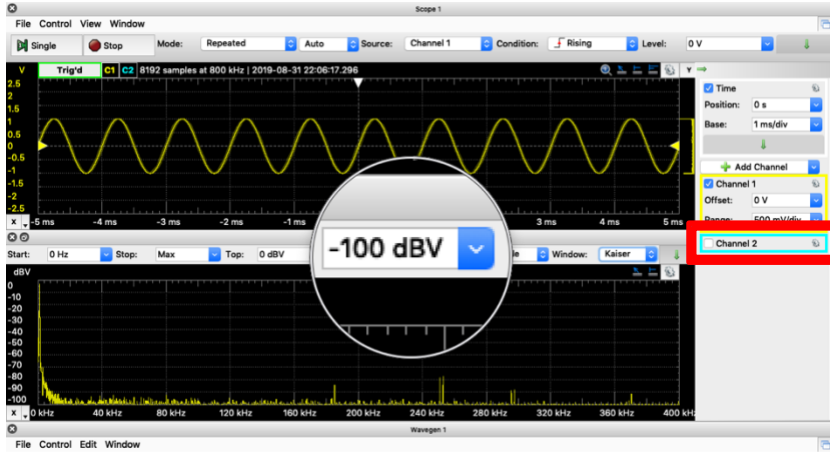 Scope 1
File Control View Window
Single Stop Mode: Repeated Auto Source: Channel 1 Condition: Rising Level: 0 V
V Trig'd C1 C2 8192 samples at 800 kHz | 2019-08-31 22:06:17.296 Y
2.5
2
1.5
1
0.5
0
-0.5
-1
-1.5
-2
-2.5
X -5 ms -4 ms -3 ms -2 ms -1 ms 3 ms 4 ms 5 ms
Time
Position: 0 s
Base: 1 ms/div
Add Channel
Channel 1
Offset: 0 V
Range: 500 mV/div
Channel 2
-100 dBV
Start: 0 Hz Stop: Max Top: 0 dBV Window: Kaiser
dBV
0
-10
-20
-30
-40
-50
-60
-70
-80
-90
-100
X 0 kHz 40 kHz 80 kHz 120 kHz 160 kHz 200 kHz 240 kHz 280 kHz 320 kHz 360 kHz 400 kHz
Wavegen 1
File Control Edit Window